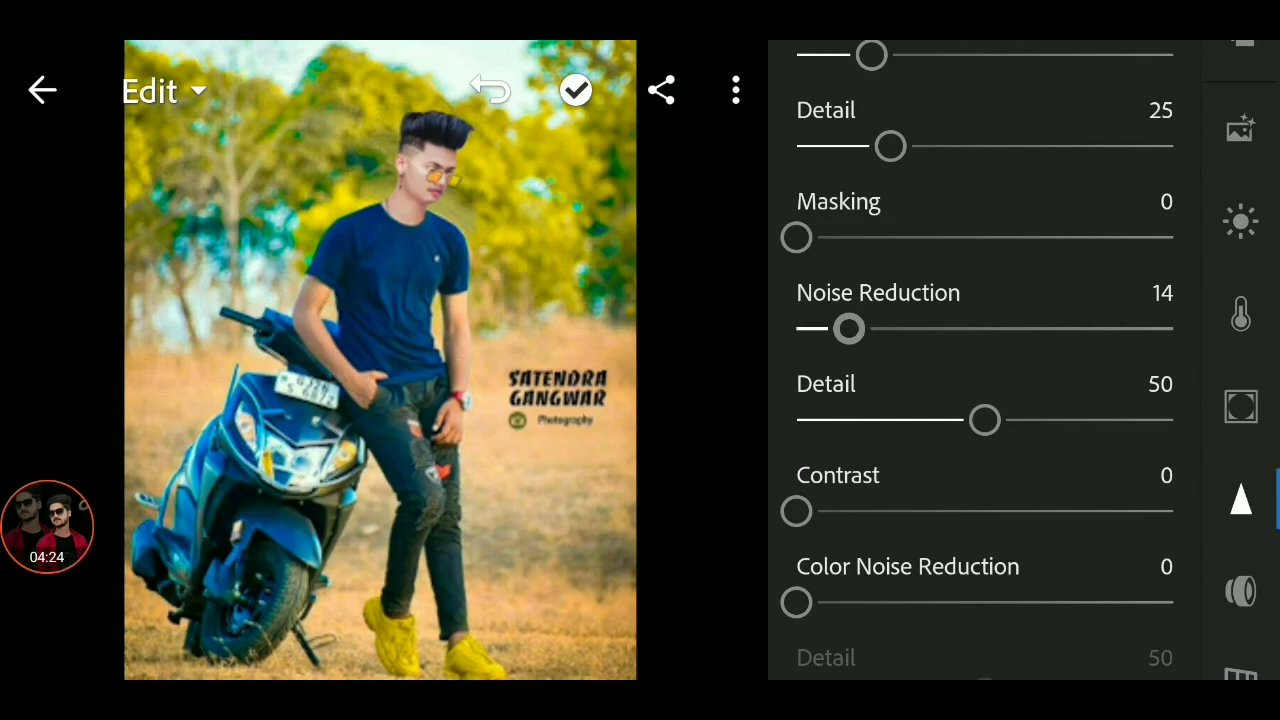 Edit
Detail 25
Masking 0
Noise Reduction 14
Detail 50
Contrast 0
Color Noise Reduction 0
Detail 50
SATENDRA
GANGWAR
Photography
04:24